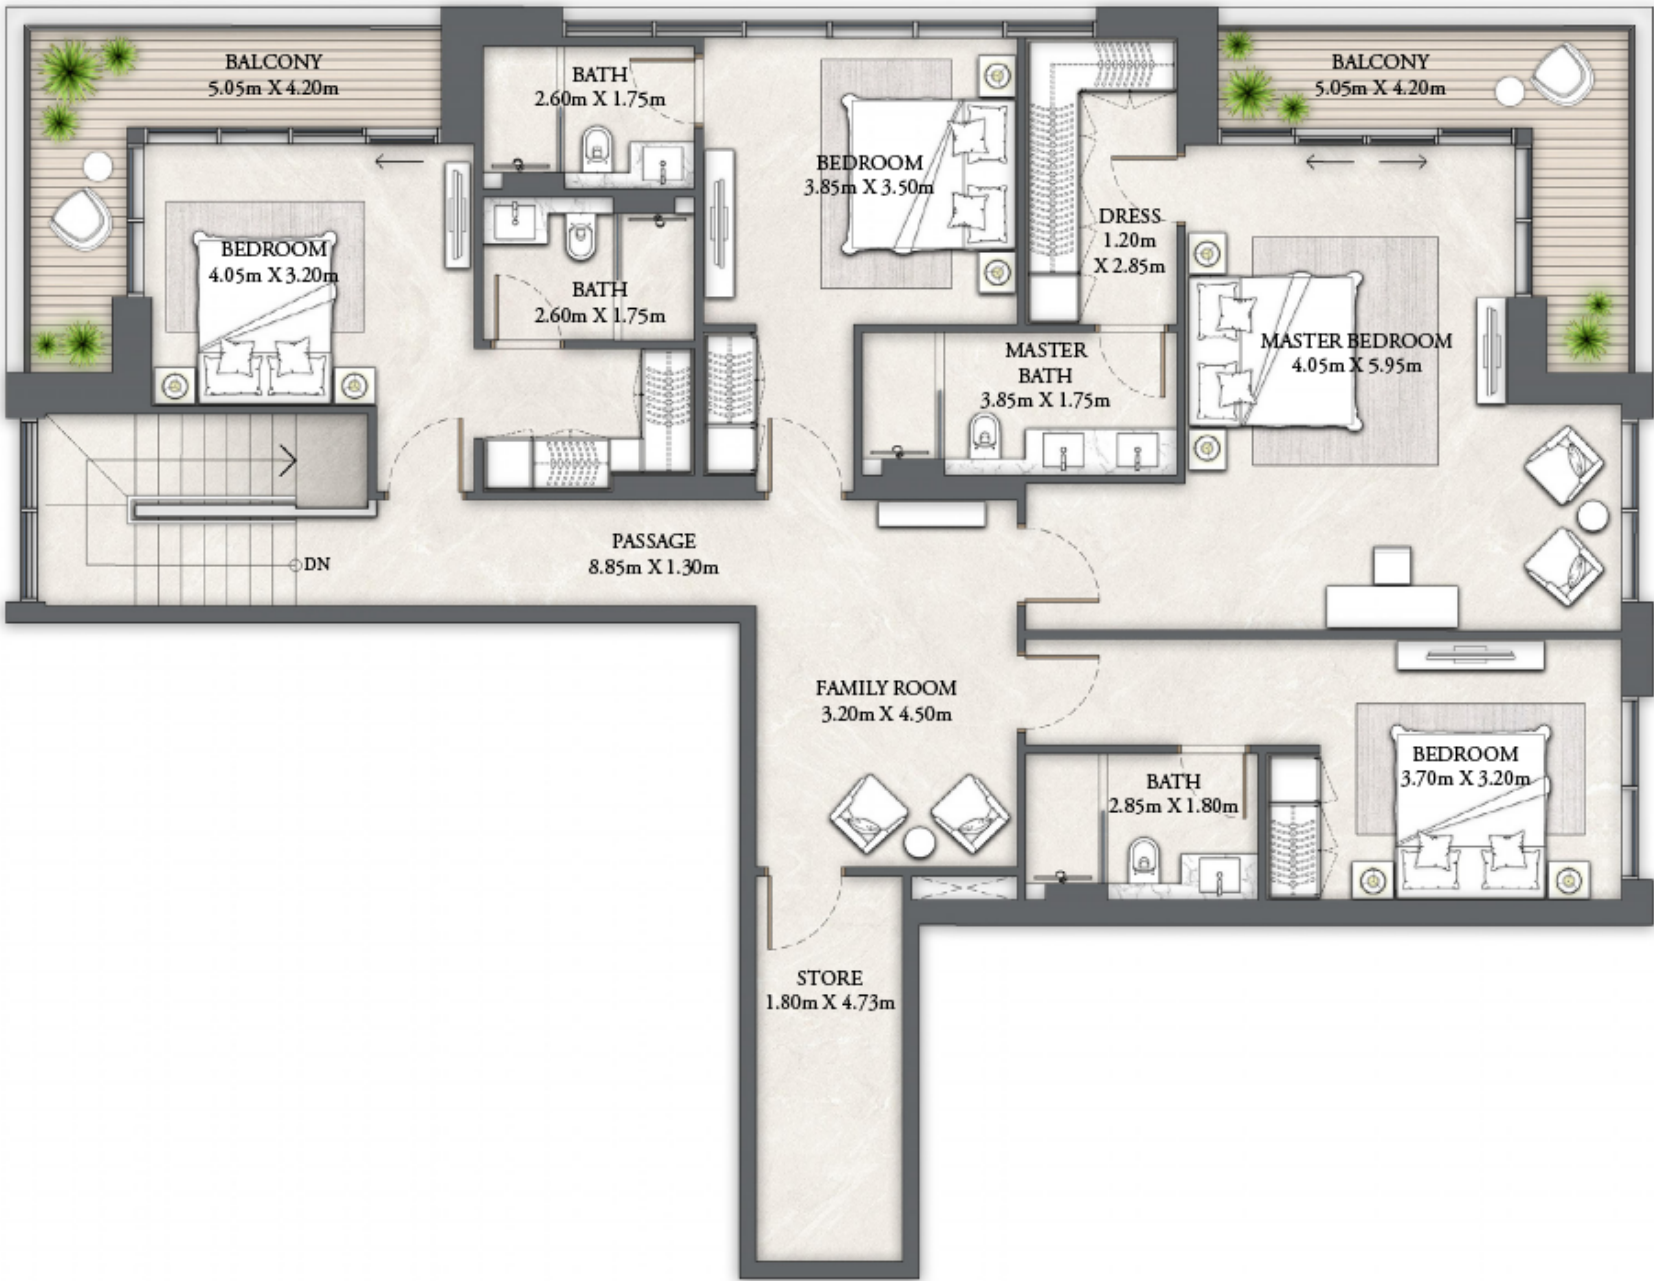 BALCONY
5.05m X 4.20m
BATH
2.60m X 1.75m
BEDROOM
3.85m X 3.50m
BALCONY
5.05m X 4.20m
BEDROOM
4.05m X 3.20m
BATH
2.60m X 1.75m
DRESS
1.20m
X 2.85m
MASTER
BATH
3.85m X 1.75m
MASTER BEDROOM
4.05m X 5.95m
DN
PASSAGE
8.85m X 1.30m
FAMILY ROOM
3.20m X 4.50m
BATH
2.85m X 1.80m
BEDROOM
3.70m X 3.20m
STORE
1.80m X 4.73m